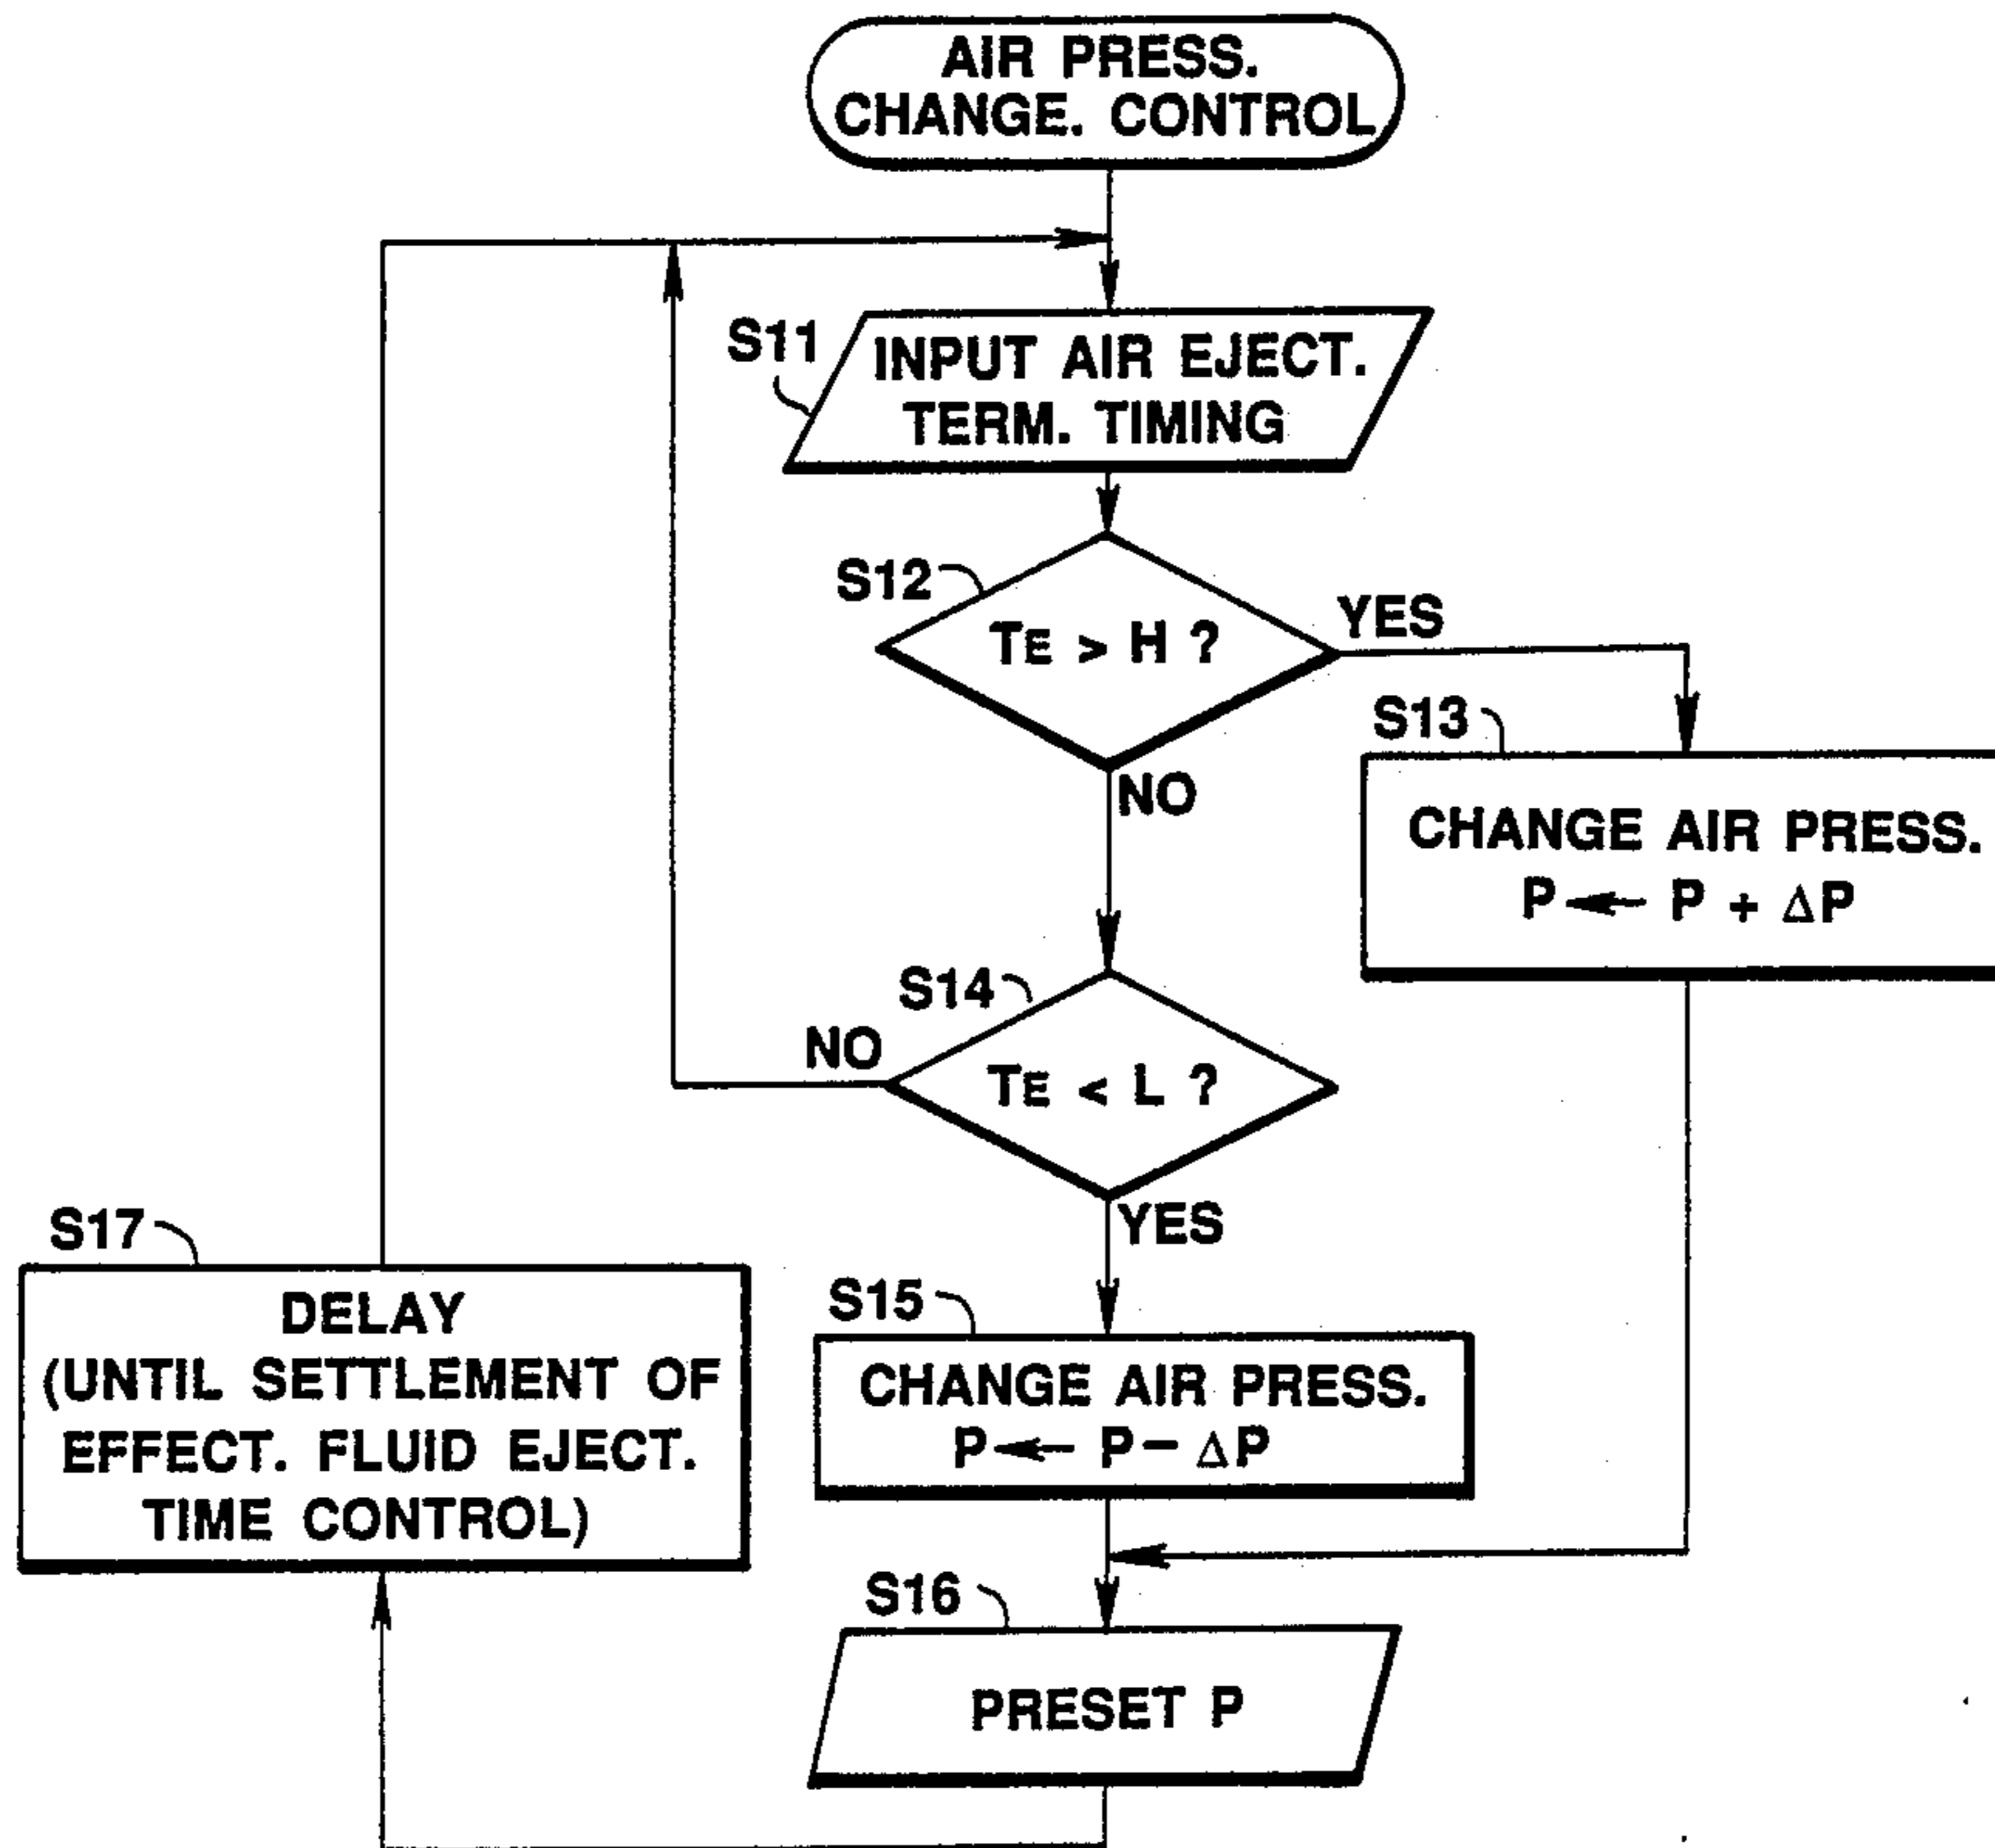 AIR PRESS.
CHANGE. CONTROL
S11
INPUT AIR EJECT.
TERM. TIMING
S12
TE > H ?
YES
NO
S13
CHANGE AIR PRESS.
P ← P + ΔP
S14
TE < L ?
NO
YES
S15
CHANGE AIR PRESS.
P ← P − ΔP
S16
PRESET P
S17
DELAY
(UNTIL SETTLEMENT OF
EFFECT. FLUID EJECT.
TIME CONTROL)